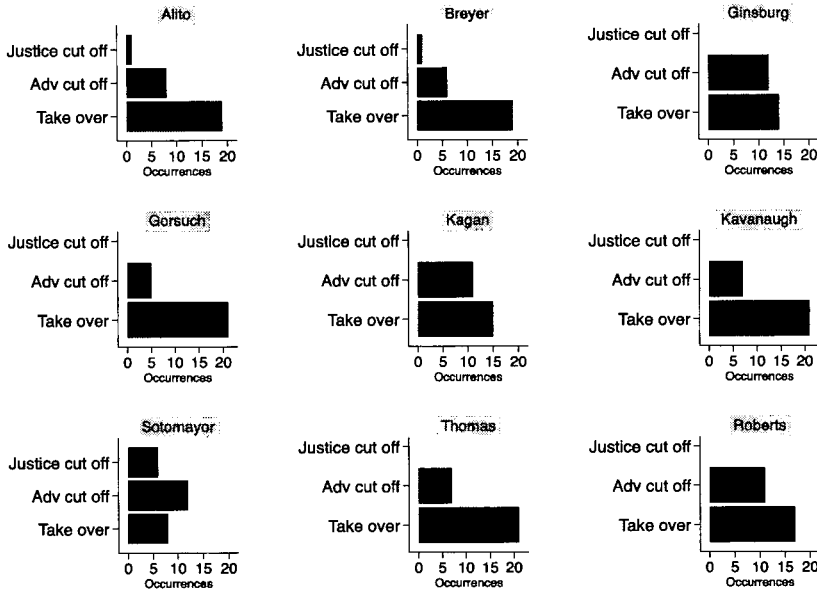 Alito
Justice cut off
Adv cut off
Take over
0 5 10 15 20
Occurrences
Breyer
Justice cut off
Adv cut off
Take over
0 5 10 15 20
Occurrences
Ginsburg
Justice cut off
Adv cut off
Take over
0 5 10 15 20
Occurrences
Gorsuch
Justice cut off
Adv cut off
Take over
0 5 10 15 20
Occurrences
Kagan
Justice cut off
Adv cut off
Take over
0 5 10 15 20
Occurrences
Kavanaugh
Justice cut off
Adv cut off
Take over
0 5 10 15 20
Occurrences
Sotomayor
Justice cut off
Adv cut off
Take over
0 5 10 15 20
Occurrences
Thomas
Justice cut off
Adv cut off
Take over
0 5 10 15 20
Occurrences
Roberts
Justice cut off
Adv cut off
Take over
0 5 10 15 20
Occurrences